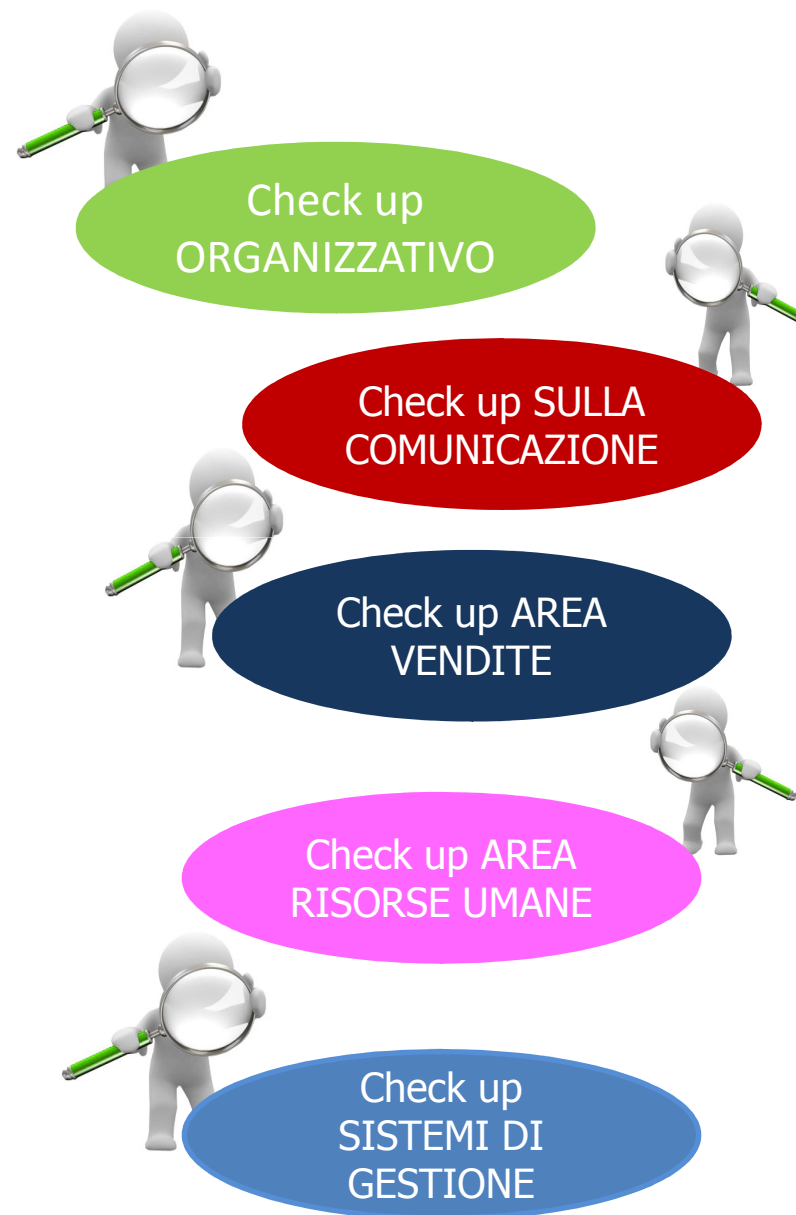 Check up
ORGANIZZATIVO
Check up SULLA
COMUNICAZIONE
Check up AREA
VENDITE
Check up AREA
RISORSE UMANE
Check up
SISTEMI DI
GESTIONE